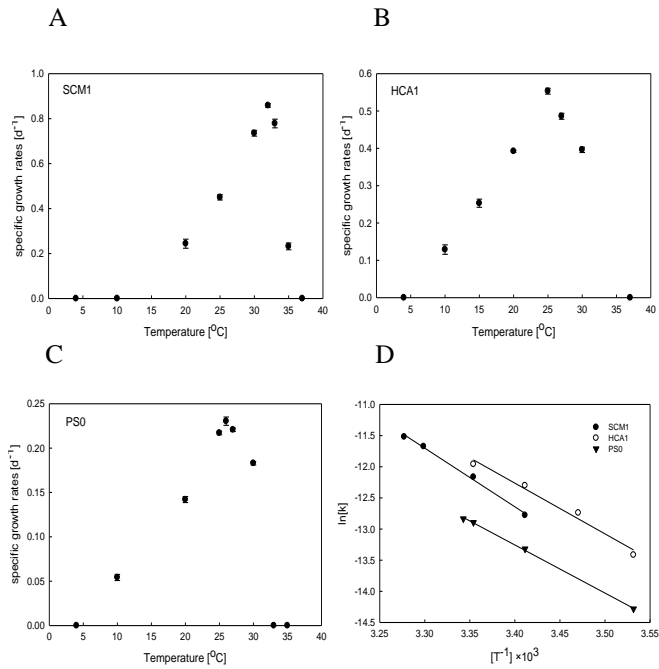 A
B
SCM1
specific growth rates [d⁻¹]
1.0
0.8
0.6
0.4
0.2
0.0
0 5 10 15 20 25 30 35 40
Temperature [°C]
HCA1
specific growth rates [d⁻¹]
0.6
0.5
0.4
0.3
0.2
0.1
0.0
0 5 10 15 20 25 30 35 40
Temperature [°C]
C
D
PS0
specific growth rates [d⁻¹]
0.25
0.20
0.15
0.10
0.05
0.00
0 5 10 15 20 25 30 35 40
Temperature [°C]
SCM1
HCA1
PS0
ln[k]
-11.0
-11.5
-12.0
-12.5
-13.0
-13.5
-14.0
-14.5
3.25 3.30 3.35 3.40 3.45 3.50 3.55
[T⁻¹] ×10³